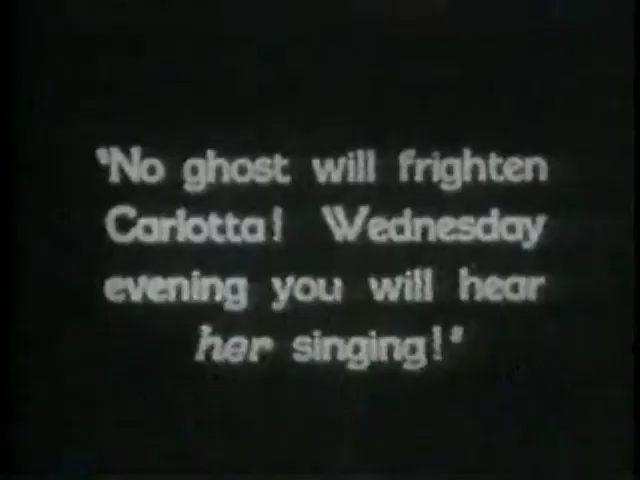 "No ghost will frighten
Carlotta! Wednesday
evening you will hear
her singing!"